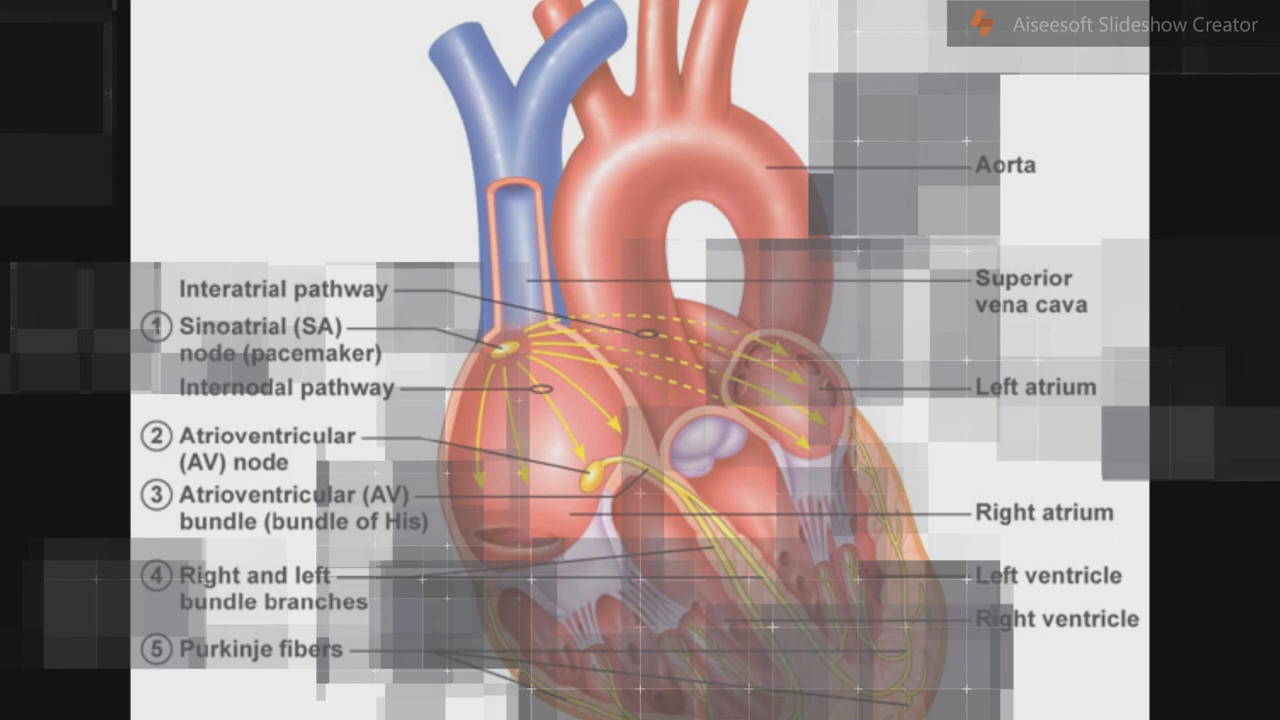 Aiseesoft Slideshow Creator
Aorta
Superior
vena cava
Left atrium
Right atrium
Left ventricle
Right ventricle
Interatrial pathway
1 Sinoatrial (SA)
node (pacemaker)
Internodal pathway
2 Atrioventricular
(AV) node
3 Atrioventricular (AV)
bundle (bundle of His)
4 Right and left
bundle branches
5 Purkinje fibers